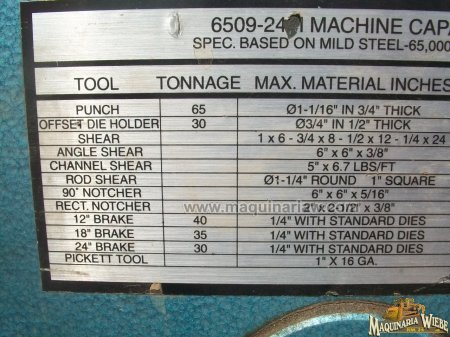 6509-24 M MACHINE CAPA
SPEC. BASED ON MILD STEEL-65,000
TOOL TONNAGE MAX. MATERIAL INCHES
PUNCH 65 Ø1-1/16" IN 3/4" THICK
OFFSET DIE HOLDER 30 Ø3/4" IN 1/2" THICK
SHEAR 1 x 6 - 3/4 x 8 - 1/2 x 12 - 1/4 x 24
ANGLE SHEAR 6" x 6" x 3/8"
CHANNEL SHEAR 5" x 6.7 LBS/FT
ROD SHEAR Ø1-1/4" ROUND 1" SQUARE
90° NOTCHER 6" x 6" x 5/16"
RECT. NOTCHER 2" x 2-1/2" x 3/8"
12" BRAKE 40 1/4" WITH STANDARD DIES
18" BRAKE 35 1/4" WITH STANDARD DIES
24" BRAKE 30 1/4" WITH STANDARD DIES
PICKETT TOOL 1" X 16 GA.
MAQUINARIA WIEBE